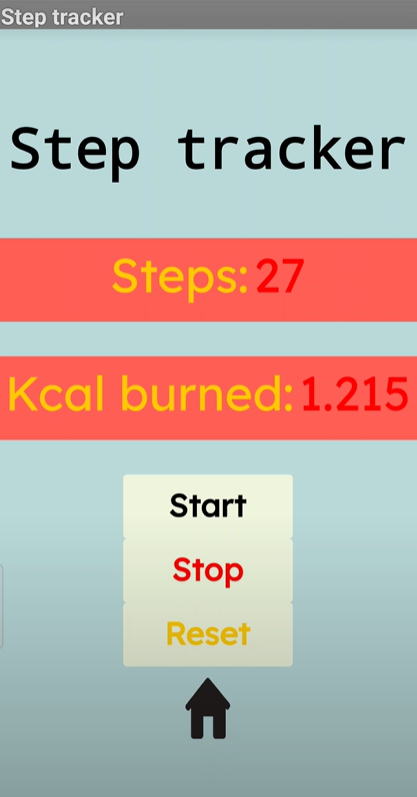 Step tracker
Step tracker
Steps: 27
Kcal burned: 1.215
Start
Stop
Reset